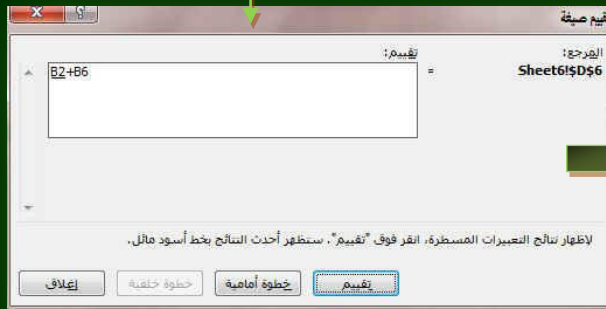 تقييم صيغة
المرجع:
تقييم:
Sheet6!$D$6
=
B2+B6
لإظهار نتائج التعبيرات المسطرة، انقر فوق "تقييم". ستظهر أحدث النتائج بخط أسود مائل.
تقييم
خطوة أمامية
خطوة خلفية
إغلاق